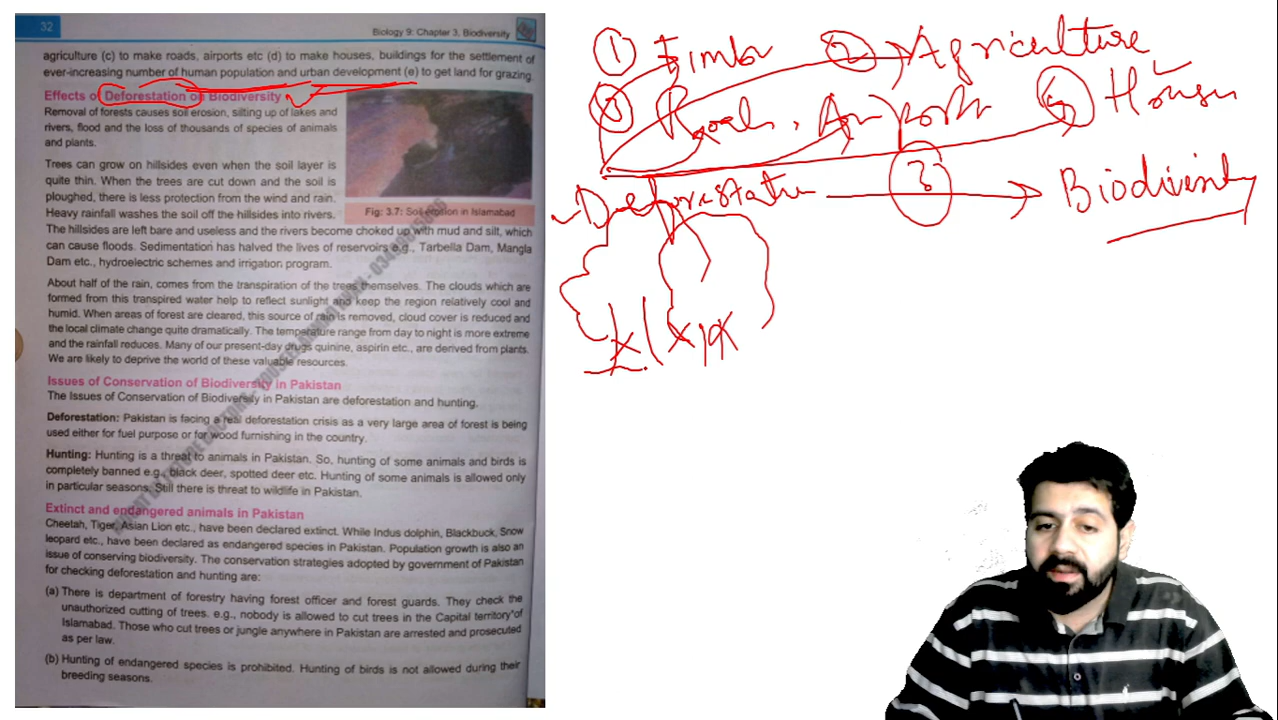 32
Biology 9: Chapter 3, Biodiversity
agriculture (c) to make roads, airports etc (d) to make houses, buildings for the settlement of
ever-increasing number of human population and urban development (e) to get land for grazing.
Effects of Deforestation on Biodiversity
Removal of forests causes soil erosion, silting up of lakes and
rivers, flood and the loss of thousands of species of animals
and plants.
Trees can grow on hillsides even when the soil layer is
quite thin. When the trees are cut down and the soil is
ploughed, there is less protection from the wind and rain.
Heavy rainfall washes the soil off the hillsides into rivers.
The hillsides are left bare and useless and the rivers become choked up with mud and silt, which
can cause floods. Sedimentation has halved the lives of reservoirs e.g., Tarbella Dam, Mangla
Dam etc., hydroelectric schemes and irrigation program.
Fig: 3.7: Soil erosion in Islamabad
About half of the rain, comes from the transpiration of the trees themselves. The clouds which are
formed from this transpired water help to reflect sunlight and keep the region relatively cool and
humid. When areas of forest are cleared, this source of rain is removed, cloud cover is reduced and
the local climate change quite dramatically. The temperature range from day to night is more extreme
and the rainfall reduces. Many of our present-day drugs quinine, aspirin etc., are derived from plants.
We are likely to deprive the world of these valuable resources.
Issues of Conservation of Biodiversity in Pakistan
The Issues of Conservation of Biodiversity in Pakistan are deforestation and hunting.
Deforestation: Pakistan is facing a real deforestation crisis as a very large area of forest is being
used either for fuel purpose or for wood furnishing in the country.
Hunting: Hunting is a threat to animals in Pakistan. So, hunting of some animals and birds is
completely banned e.g., black deer, spotted deer etc. Hunting of some animals is allowed only
in particular seasons. Still there is threat to wildlife in Pakistan.
Extinct and endangered animals in Pakistan
Cheetah, Tiger, Asian Lion etc., have been declared extinct. While Indus dolphin, Blackbuck, Snow
leopard etc., have been declared as endangered species in Pakistan. Population growth is also an
issue of conserving biodiversity. The conservation strategies adopted by government of Pakistan
for checking deforestation and hunting are:
(a) There is department of forestry having forest officer and forest guards. They check the
unauthorized cutting of trees. e.g., nobody is allowed to cut trees in the Capital territory of
Islamabad. Those who cut trees or jungle anywhere in Pakistan are arrested and prosecuted
as per law.
(b) Hunting of endangered species is prohibited. Hunting of birds is not allowed during their
breeding seasons.
1 Timber 2 Agriculture
3 Roads, Airports 4 Houses
Deforestation ? Biodiversity